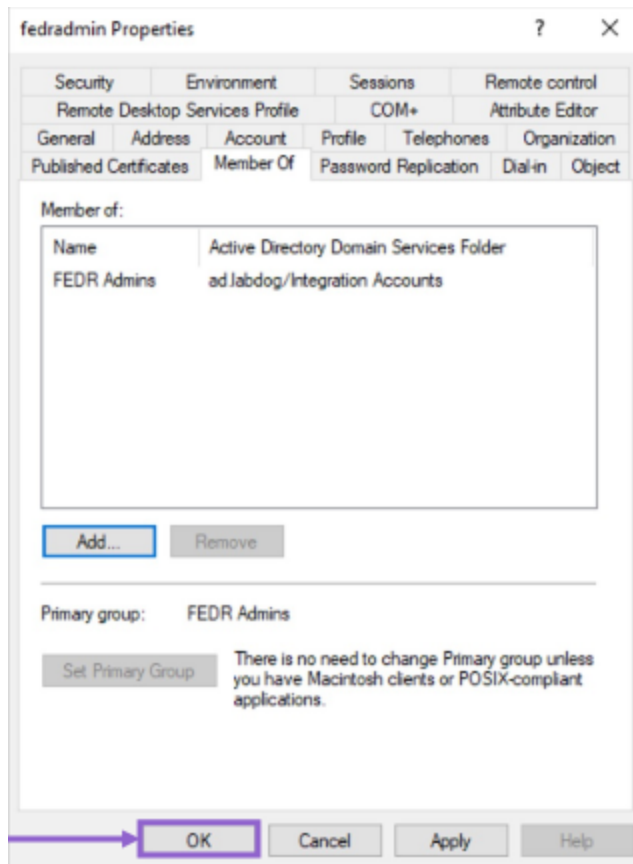 fedradmin Properties ? ×
Security Environment Sessions Remote control
Remote Desktop Services Profile COM+ Attribute Editor
General Address Account Profile Telephones Organization
Published Certificates Member Of Password Replication Dial-in Object
Member of:
Name Active Directory Domain Services Folder
FEDR Admins ad.labdog/Integration Accounts
Add... Remove
Primary group: FEDR Admins
Set Primary Group
There is no need to change Primary group unless
you have Macintosh clients or POSIX-compliant
applications.
OK Cancel Apply Help